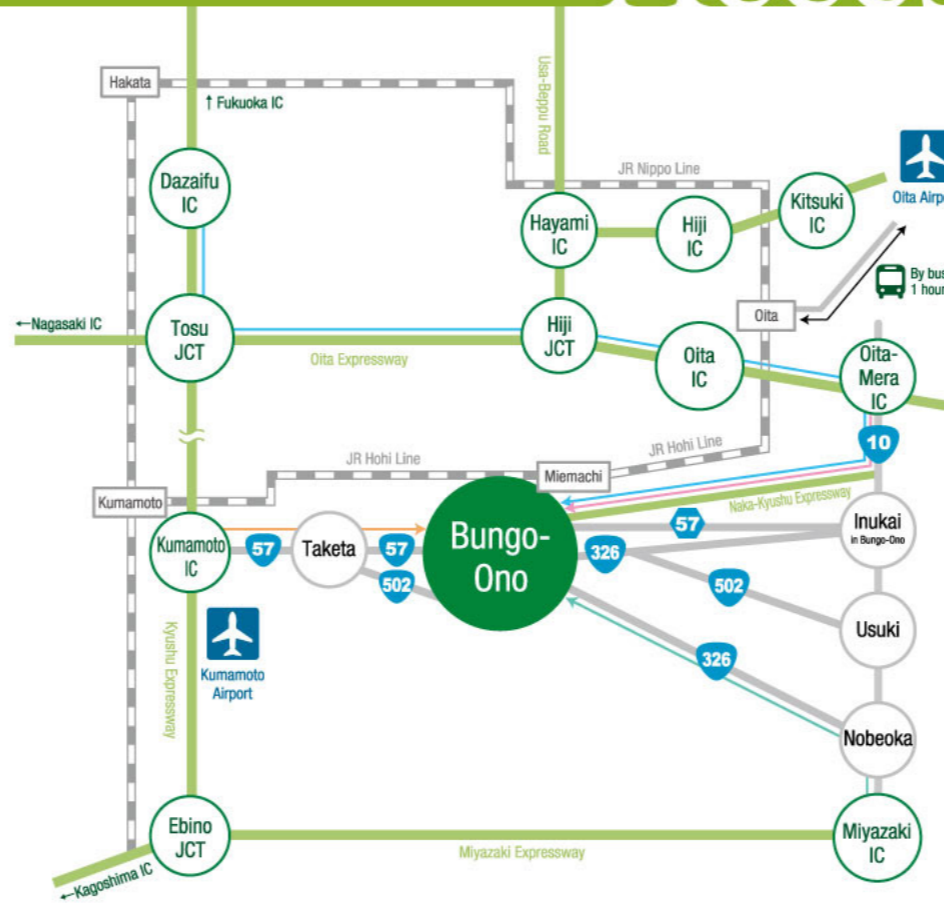 Hakata
↑ Fukuoka IC
Usa-Beppu Road
JR Nippo Line
Dazaifu
IC
Hayami
IC
Hiji
IC
Kitsuki
IC
Oita
By bus
1 hour
Oita
←Nagasaki IC
Tosu
JCT
Oita Expressway
Hiji
JCT
Oita
IC
Oita-
Mera
IC
10
JR Hohi Line
JR Hohi Line
Miemachi
Kumamoto
Naka-Kyushu Expressway
Kumamoto
IC
57
Taketa
57
502
Bungo-
Ono
57
326
Inukai
in Bungo-Ono
502
Usuki
326
Kyushu Expressway
Kumamoto
Airport
Nobeoka
Ebino
JCT
Miyazaki Expressway
Miyazaki
IC
←Kagoshima IC